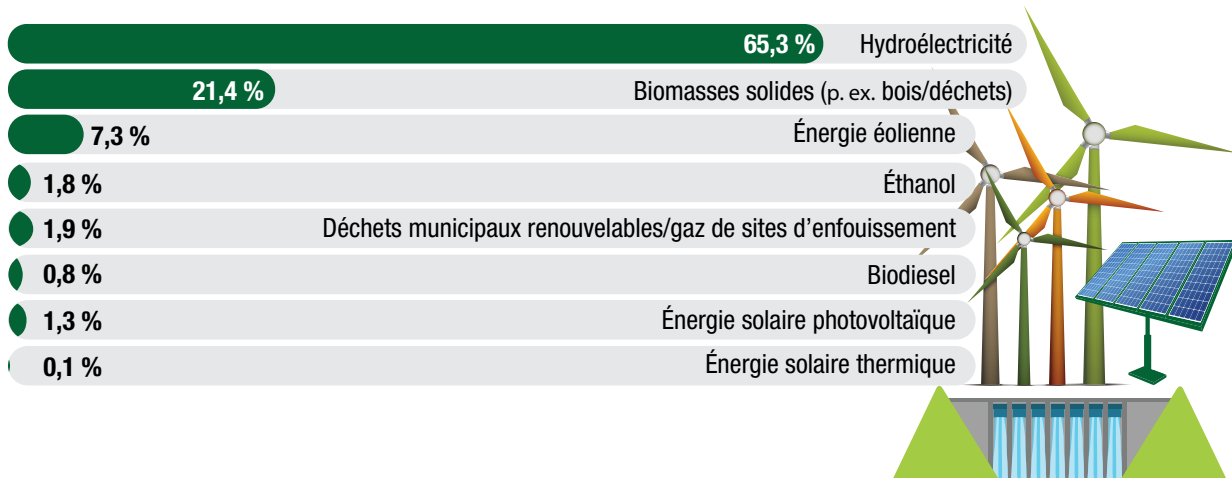 65,3 % Hydroélectricité
21,4 % Biomasses solides (p. ex. bois/déchets)
7,3 % Énergie éolienne
1,8 % Éthanol
1,9 % Déchets municipaux renouvelables/gaz de sites d’enfouissement
0,8 % Biodiesel
1,3 % Énergie solaire photovoltaïque
0,1 % Énergie solaire thermique